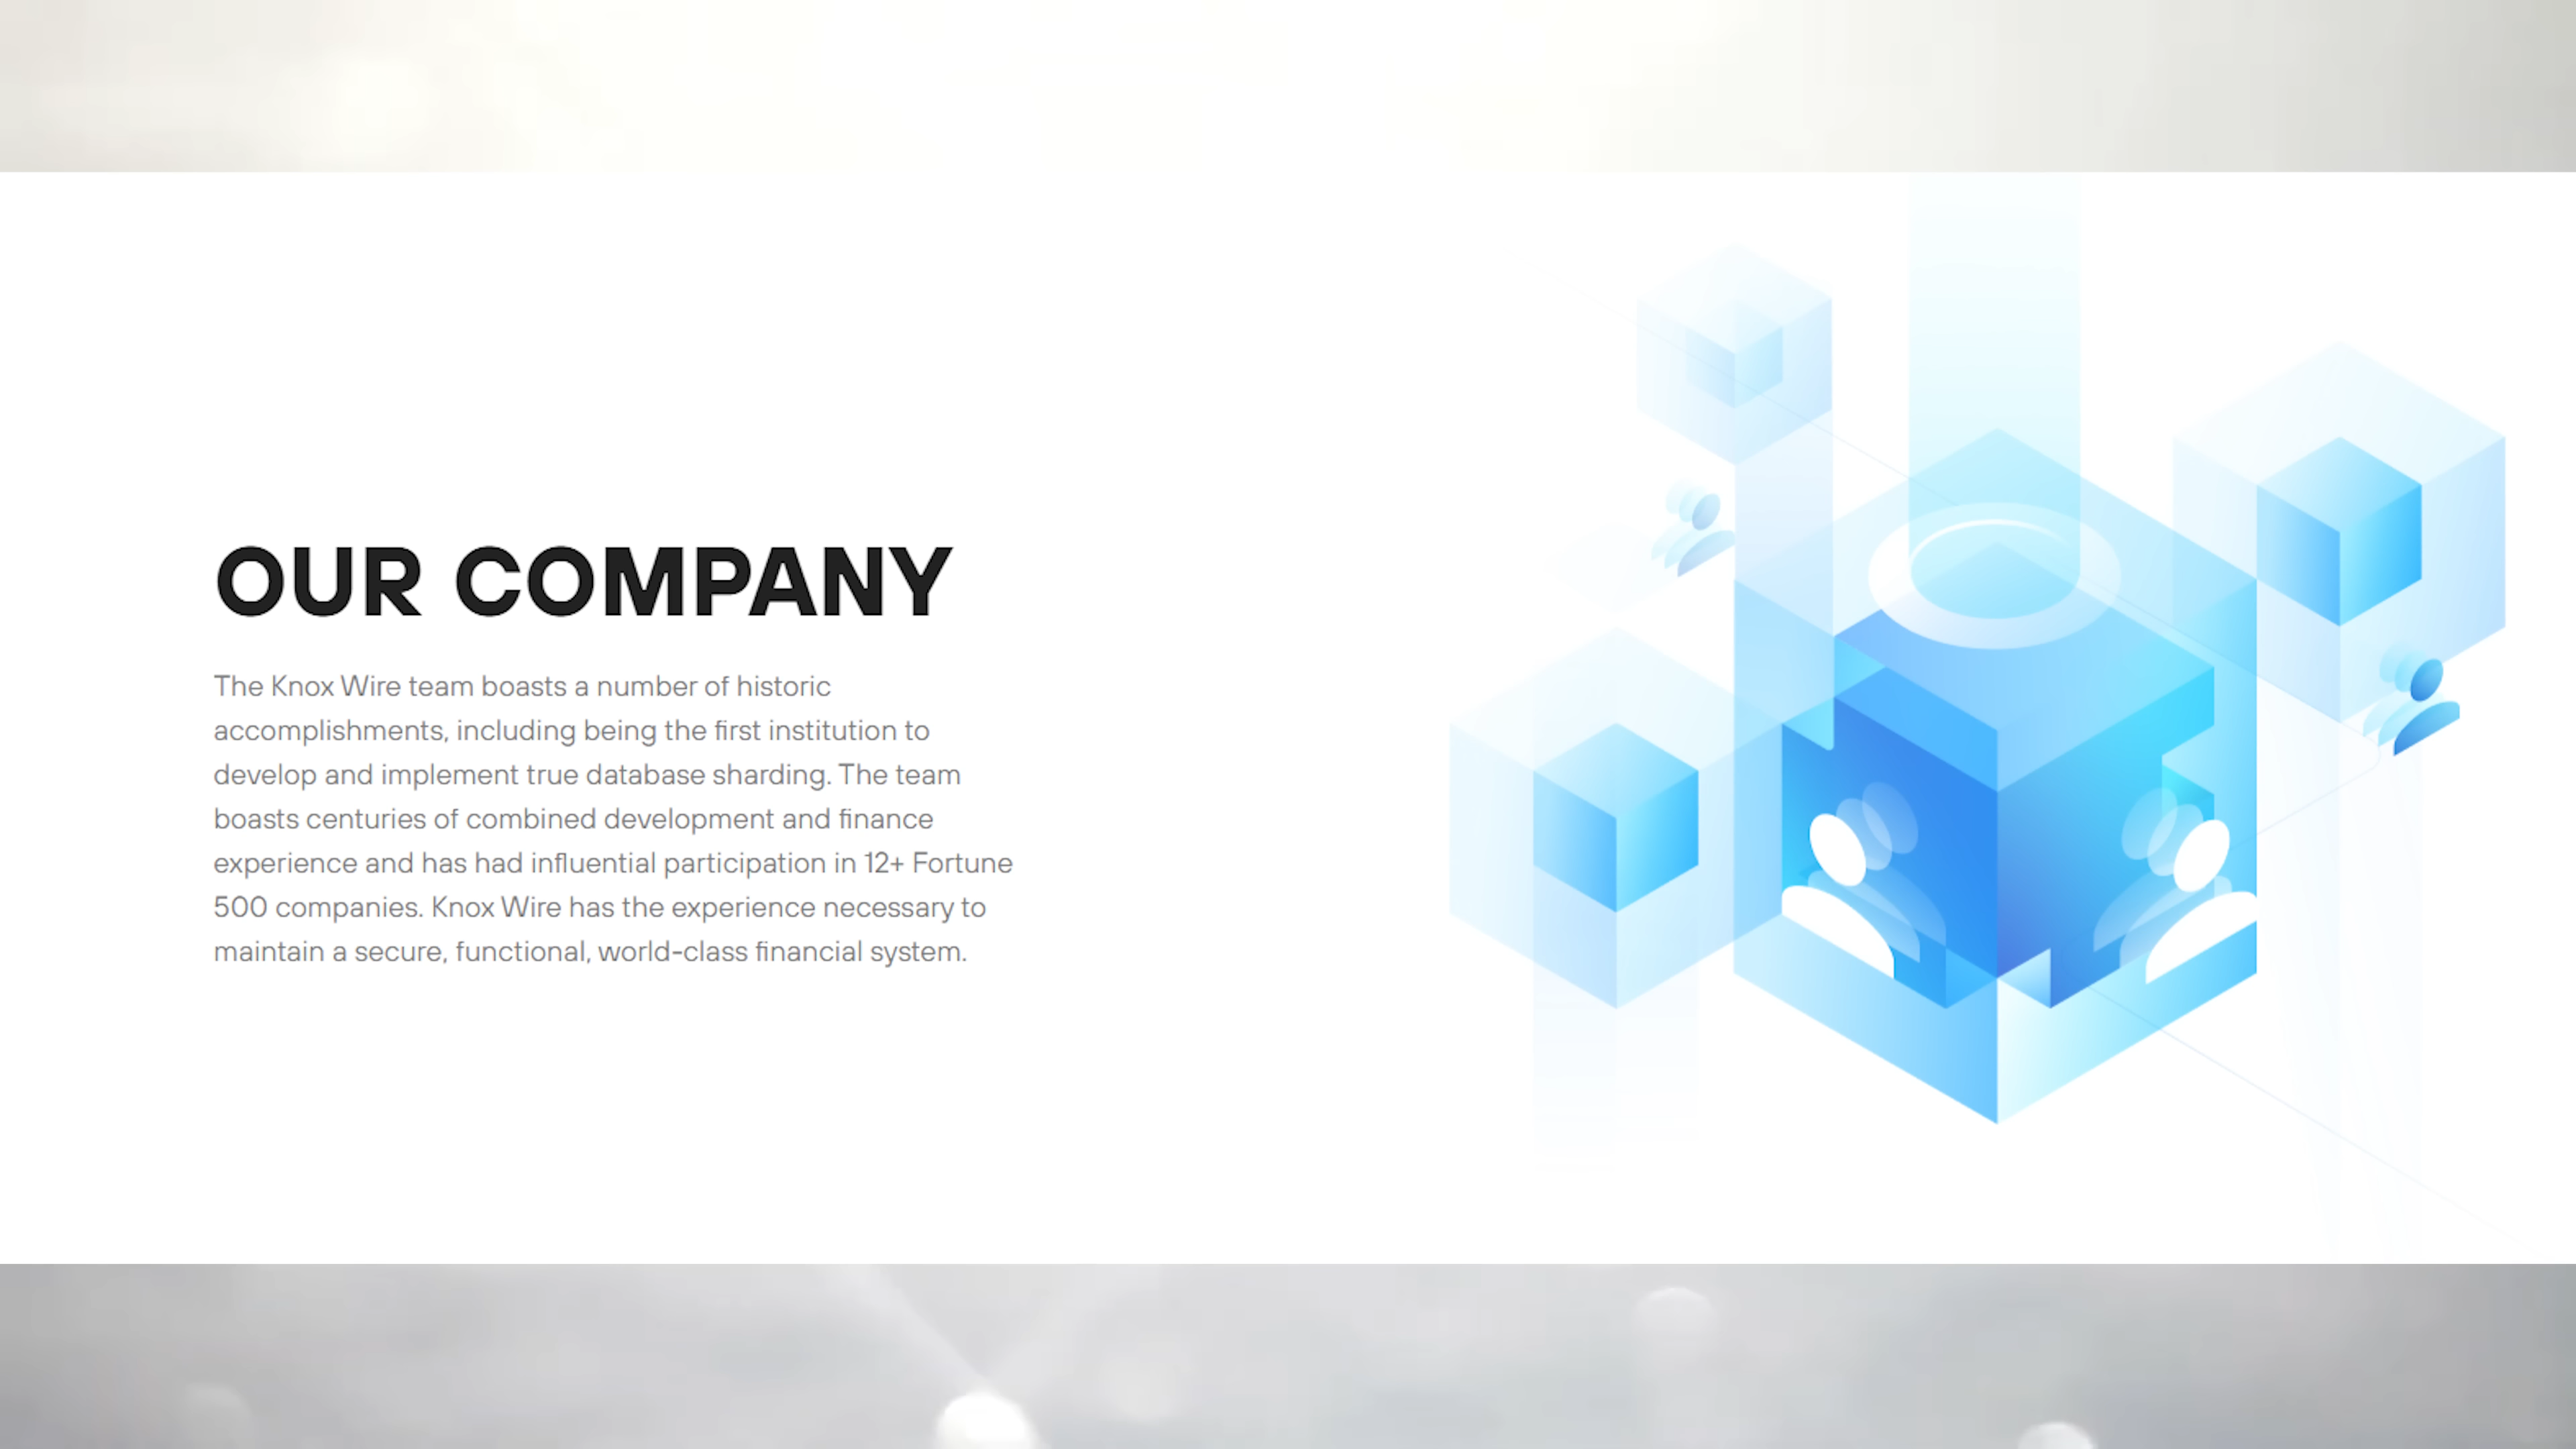 OUR COMPANY
The Knox Wire team boasts a number of historic
accomplishments, including being the first institution to
develop and implement true database sharding. The team
boasts centuries of combined development and finance
experience and has had influential participation in 12+ Fortune
500 companies. Knox Wire has the experience necessary to
maintain a secure, functional, world-class financial system.